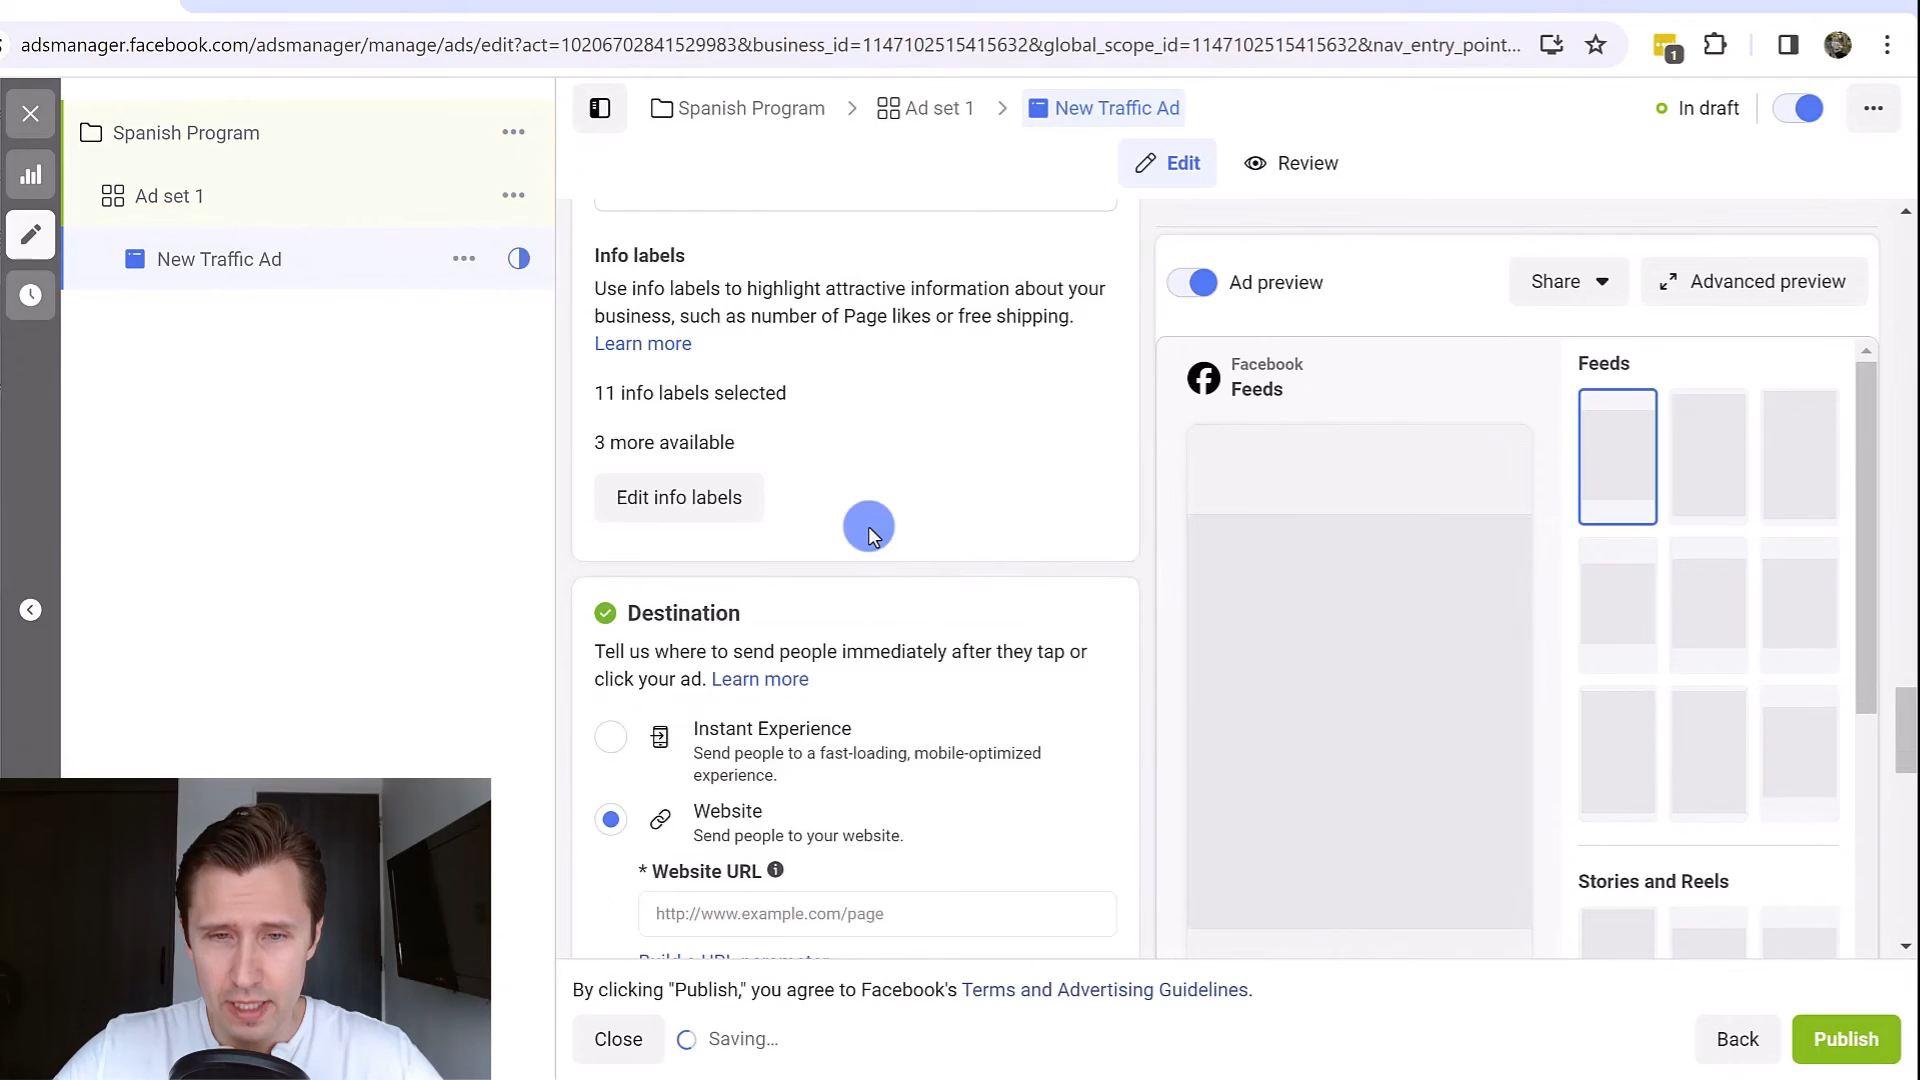 adsmanager.facebook.com/adsmanager/manage/ads/edit?act=10206702841529983&business_id=1147102515415632&global_scope_id=1147102515415632&nav_entry_point...
1
Spanish Program
Ad set 1
New Traffic Ad
Spanish Program
Ad set 1
New Traffic Ad
In draft
Edit
Review
Info labels
Use info labels to highlight attractive information about your
business, such as number of Page likes or free shipping.
Learn more
11 info labels selected
3 more available
Edit info labels
Destination
Tell us where to send people immediately after they tap or
click your ad. Learn more
Instant Experience
Send people to a fast-loading, mobile-optimized
experience.
Website
Send people to your website.
* Website URL
http://www.example.com/page
Ad preview
Share
Advanced preview
Facebook
Feeds
Feeds
Stories and Reels
By clicking "Publish," you agree to Facebook's Terms and Advertising Guidelines.
Close
Saving...
Back
Publish